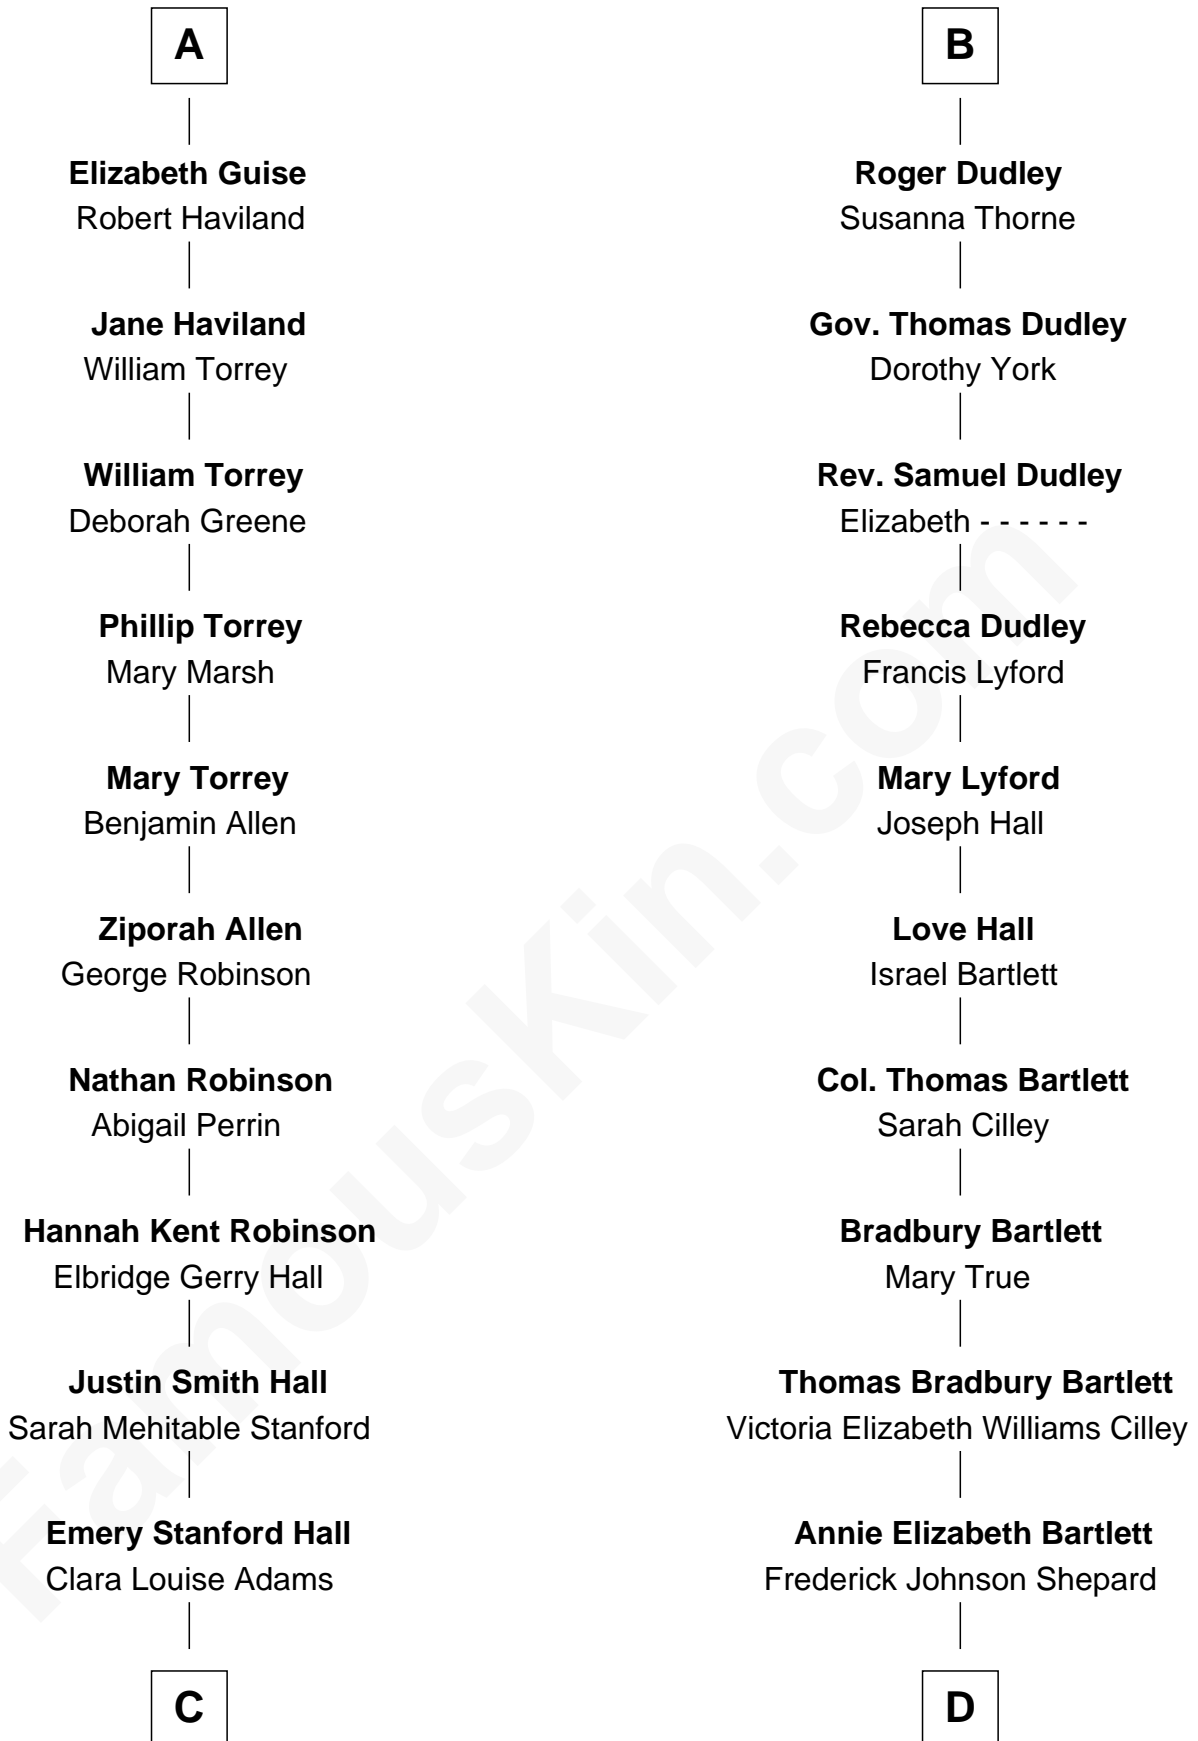 A
Elizabeth Guise
Robert Haviland
Jane Haviland
William Torrey
William Torrey
Deborah Greene
Phillip Torrey
Mary Marsh
Mary Torrey
Benjamin Allen
Ziporah Allen
George Robinson
Nathan Robinson
Abigail Perrin
Hannah Kent Robinson
Elbridge Gerry Hall
Justin Smith Hall
Sarah Mehitable Stanford
Emery Stanford Hall
Clara Louise Adams
C
B
Roger Dudley
Susanna Thorne
Gov. Thomas Dudley
Dorothy York
Rev. Samuel Dudley
Elizabeth - - - - - -
Rebecca Dudley
Francis Lyford
Mary Lyford
Joseph Hall
Love Hall
Israel Bartlett
Col. Thomas Bartlett
Sarah Cilley
Bradbury Bartlett
Mary True
Thomas Bradbury Bartlett
Victoria Elizabeth Williams Cilley
Annie Elizabeth Bartlett
Frederick Johnson Shepard
D
FamousKin.com